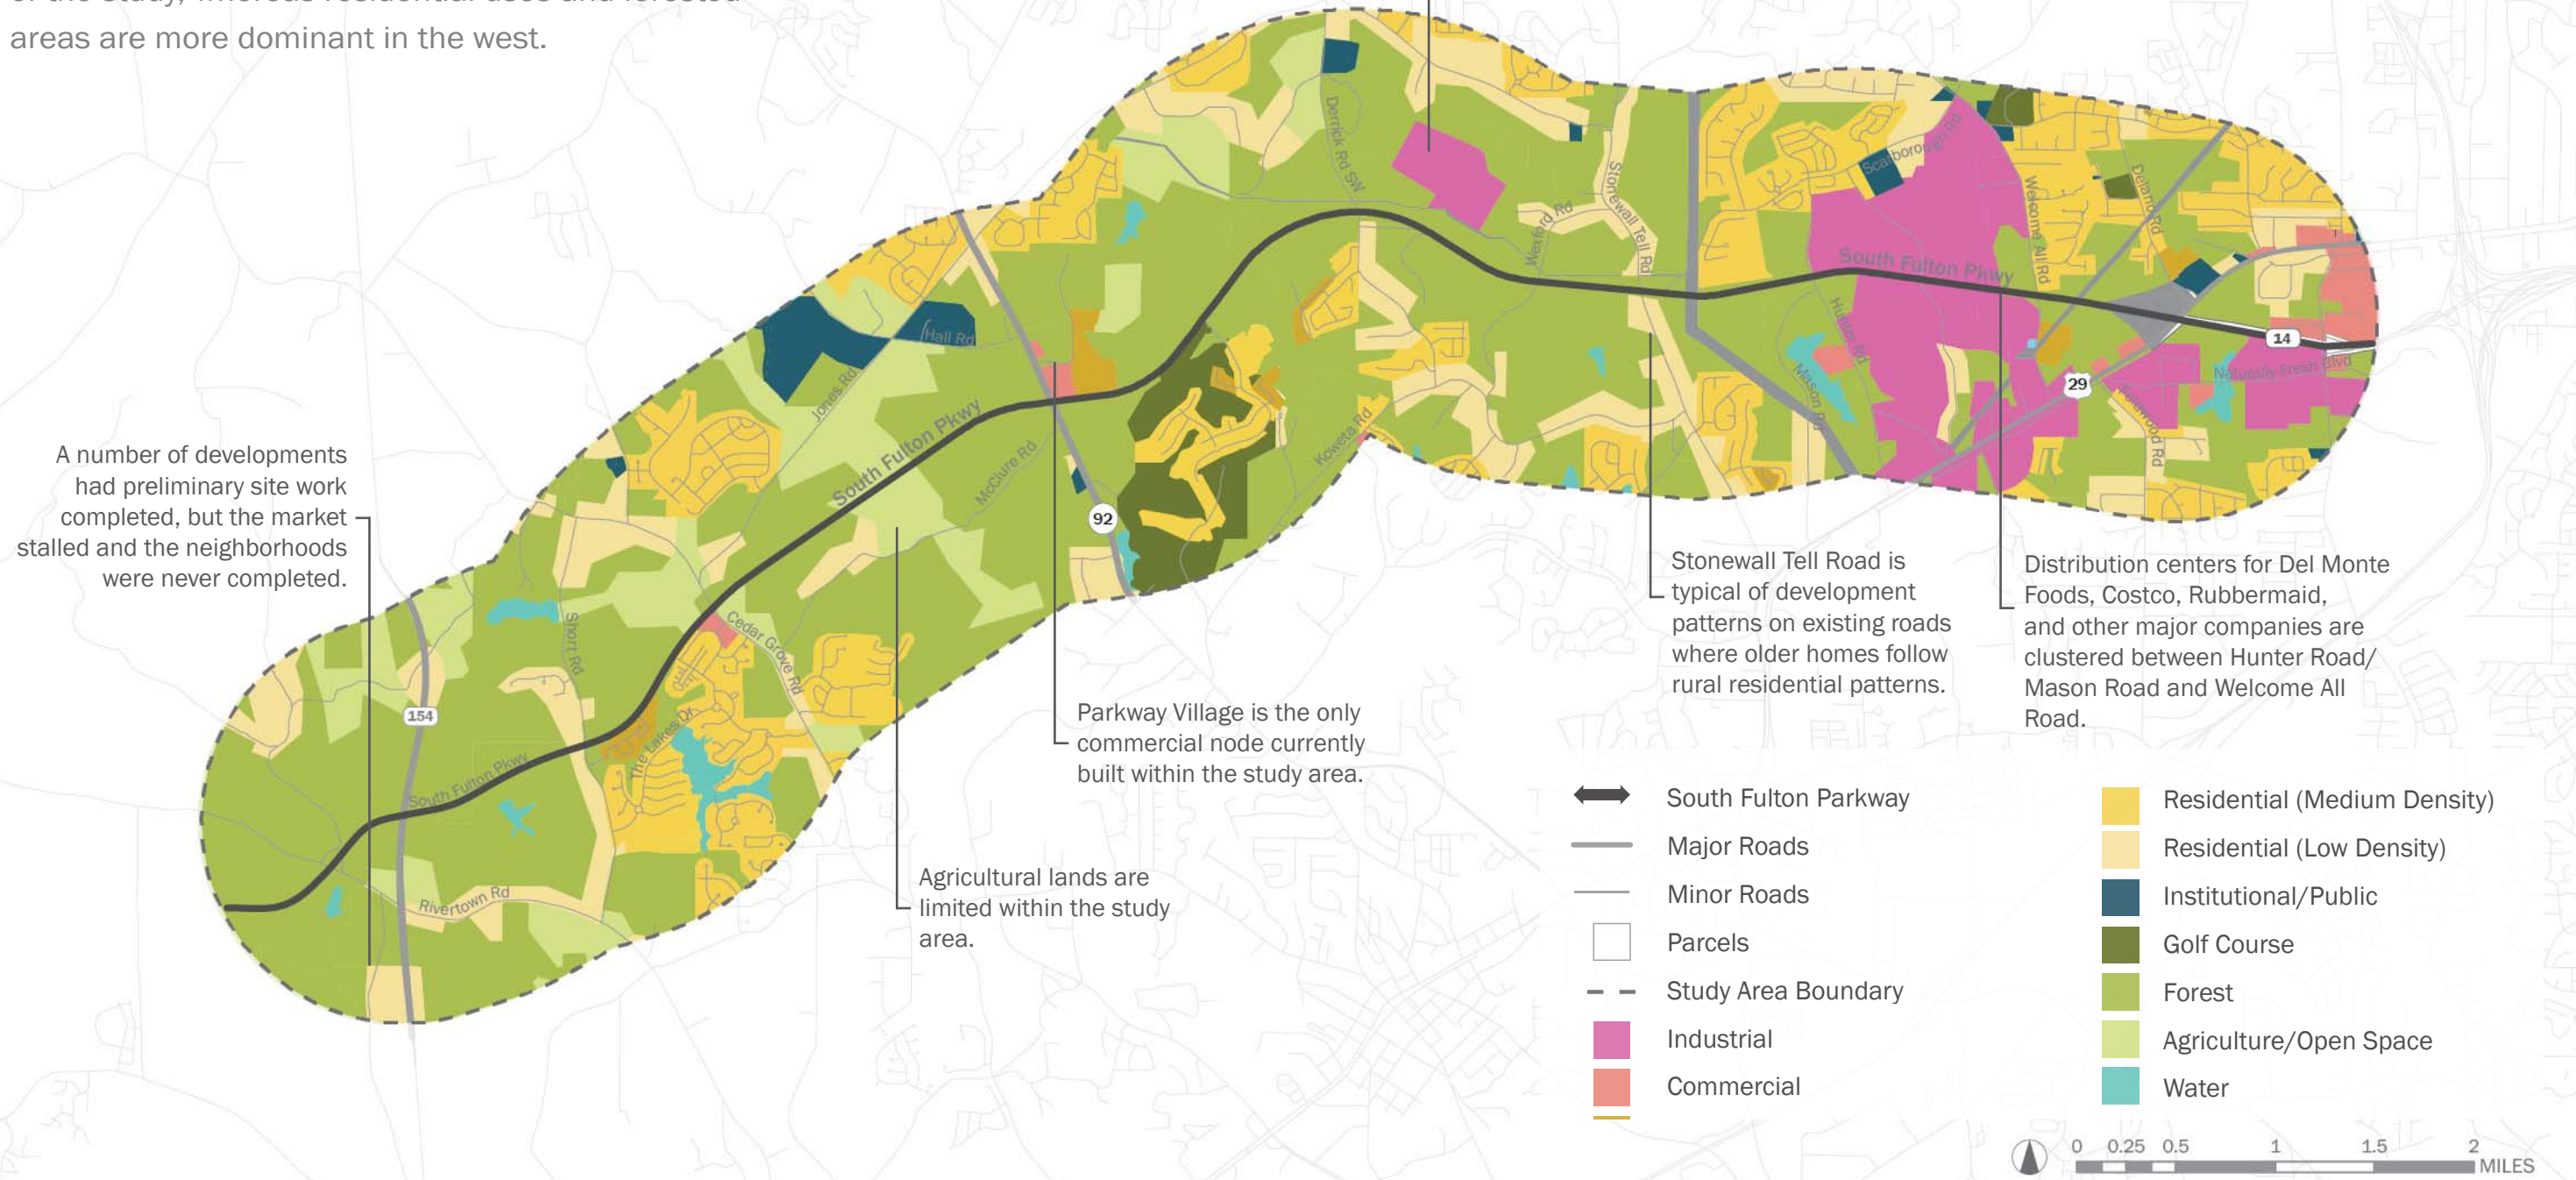 areas are more dominant in the west.
A number of developments
had preliminary site work
completed, but the market
stalled and the neighborhoods
were never completed.
Derrick Rd SW
Stonewall Tell Rd
Wexford Rd
Scarborough Rd
Welcome All Rd
Delano Rd
South Fulton Pkwy
Hunter Rd
Mason Rd
14
29
Naturally Fresh Blvd
Hall Rd
Jones Rd
South Fulton Pkwy
McClure Rd
Koweta Rd
92
Short Rd
Cedar Grove Rd
The Lakes Dr
154
South Fulton Pkwy
Rivertown Rd
Stonewall Tell Road is
typical of development
patterns on existing roads
where older homes follow
rural residential patterns.
Distribution centers for Del Monte
Foods, Costco, Rubbermaid,
and other major companies are
clustered between Hunter Road/
Mason Road and Welcome All
Road.
Parkway Village is the only
commercial node currently
built within the study area.
Agricultural lands are
limited within the study
area.
South Fulton Parkway
Major Roads
Minor Roads
Parcels
Study Area Boundary
Industrial
Commercial
Residential (Medium Density)
Residential (Low Density)
Institutional/Public
Golf Course
Forest
Agriculture/Open Space
Water
0 0.25 0.5 1 1.5 2
MILES